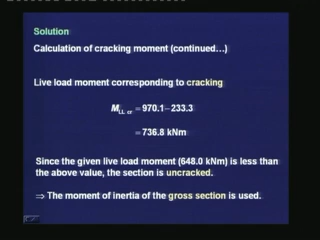 Solution
Calculation of cracking moment (continued…)
Live load moment corresponding to cracking
M_LL cr = 970.1 – 233.3
= 736.8 kNm
Since the given live load moment (648.0 kNm) is less than
the above value, the section is uncracked.
⇒ The moment of inertia of the gross section is used.